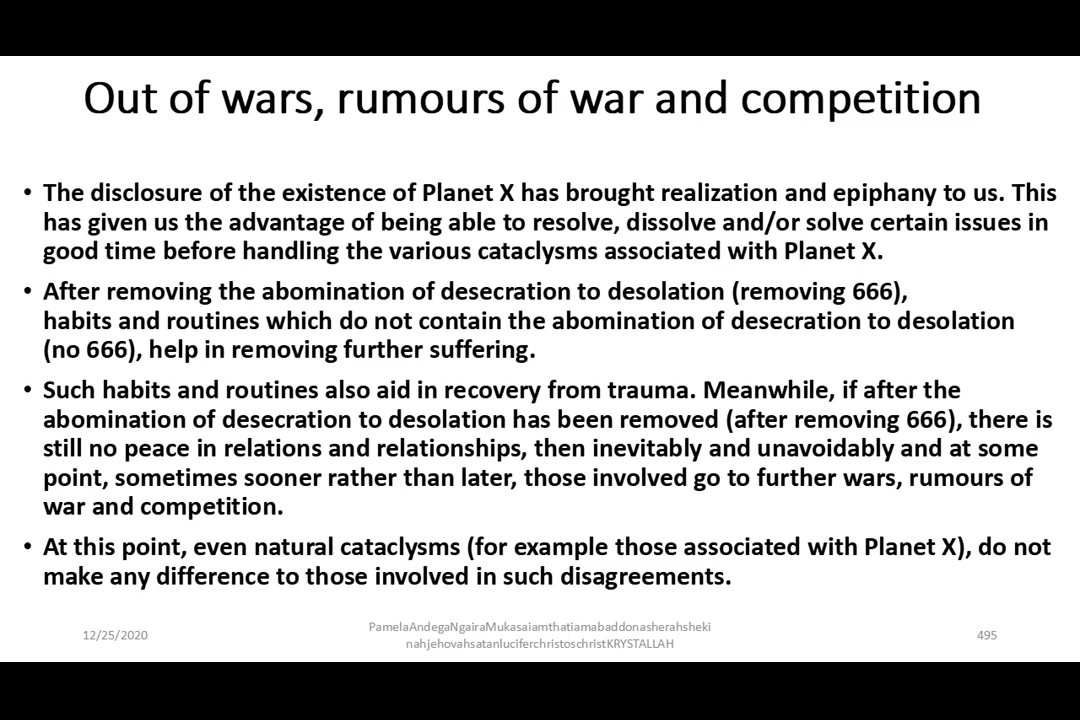 Out of wars, rumours of war and competition
• The disclosure of the existence of Planet X has brought realization and epiphany to us. This
has given us the advantage of being able to resolve, dissolve and/or solve certain issues in
good time before handling the various cataclysms associated with Planet X.
• After removing the abomination of desecration to desolation (removing 666),
habits and routines which do not contain the abomination of desecration to desolation
(no 666), help in removing further suffering.
• Such habits and routines also aid in recovery from trauma. Meanwhile, if after the
abomination of desecration to desolation has been removed (after removing 666), there is
still no peace in relations and relationships, then inevitably and unavoidably and at some
point, sometimes sooner rather than later, those involved go to further wars, rumours of
war and competition.
• At this point, even natural cataclysms (for example those associated with Planet X), do not
make any difference to those involved in such disagreements.
12/25/2020
PamelaAndegaNgairaMukasaiamthatiamabaddonasherahsheki
nahjehovahsatanluciferchristoschristKRYSTALLAH
495